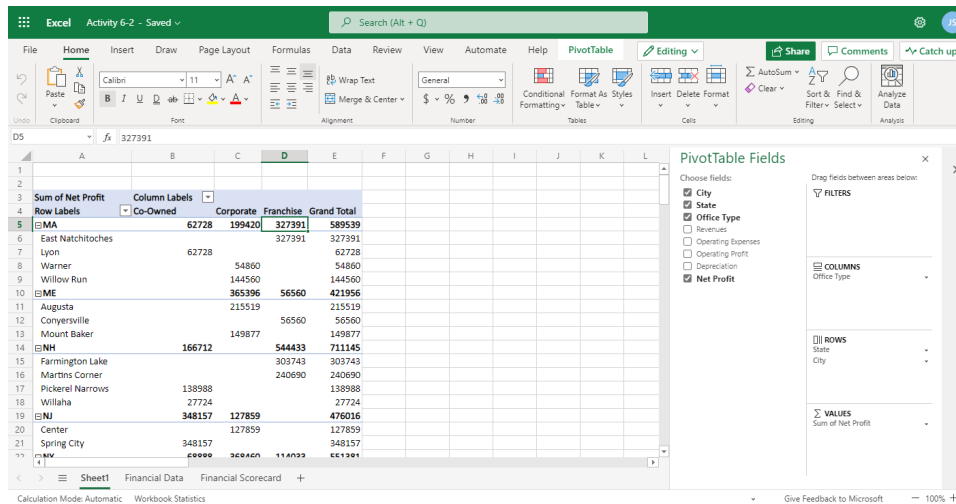 Excel Activity 6-2 - Saved Search (Alt + Q) JS
File Home Insert Draw Page Layout Formulas Data Review View Automate Help PivotTable Editing Share Comments Catch up
Paste Calibri 11 A^ A˅ Wrap Text General Conditional Formatting Format As Table Styles Insert Delete Format AutoSum Clear Sort & Filter Find & Select Analyze Data
B I U D ab A Merge & Center $ % 9 .00
Undo Clipboard Font Alignment Number Tables Cells Editing Analysis
D5 fx 327391
A B C D E F G H I J K L
1
2
3 Sum of Net Profit Column Labels
4 Row Labels Co-Owned Corporate Franchise Grand Total
5 MA 62728 199420 327391 589539
6 East Natchitoches 327391 327391
7 Lyon 62728 62728
8 Warner 54860 54860
9 Willow Run 144560 144560
10 ME 365396 56560 421956
11 Augusta 215519 215519
12 Conyersville 56560 56560
13 Mount Baker 149877 149877
14 NH 166712 544433 711145
15 Farmington Lake 303743 303743
16 Martins Corner 240690 240690
17 Pickerel Narrows 138988 138988
18 Willaha 27724 27724
19 NJ 348157 127859 476016
20 Center 127859 127859
21 Spring City 348157 348157
22 NY 68888 368460 114033 551381
PivotTable Fields
Choose fields:
City
State
Office Type
Revenues
Operating Expenses
Operating Profit
Depreciation
Net Profit
Drag fields between areas below:
FILTERS
COLUMNS
Office Type
ROWS
State
City
VALUES
Sum of Net Profit
Sheet1 Financial Data Financial Scorecard +
Calculation Mode: Automatic Workbook Statistics Give Feedback to Microsoft 100% +